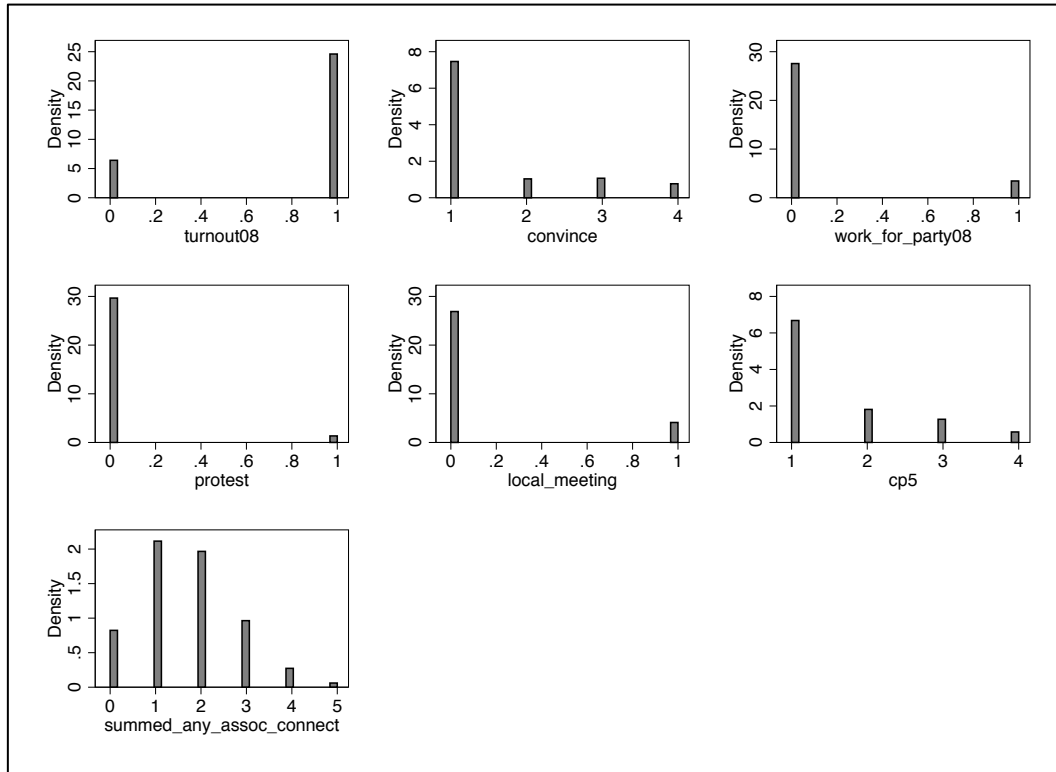 Density
25
20
15
10
5
0
0 .2 .4 .6 .8 1
turnout08
Density
8
6
4
2
0
1 2 3 4
convince
Density
30
20
10
0
0 .2 .4 .6 .8 1
work_for_party08
Density
30
20
10
0
0 .2 .4 .6 .8 1
protest
Density
30
20
10
0
0 .2 .4 .6 .8 1
local_meeting
Density
8
6
4
2
0
1 2 3 4
cp5
Density
2
1.5
1
.5
0
0 1 2 3 4 5
summed_any_assoc_connect